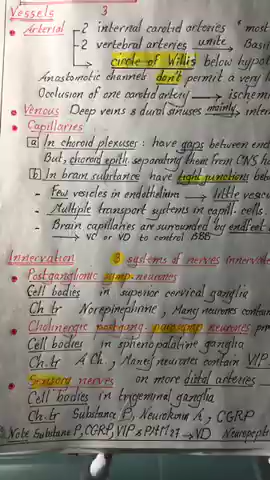 Vessels 3
• Arterial 2 internal carotid arteries * most
2 vertebral arteries unite Basil
→ circle of Willis below hypot
Anastomotic channels don't permit a very l
Occlusion of one carotid artery → ischem
• Venous Deep veins & dural sinuses mainly inter
• Capillaries
a In choroid plexuses : have gaps between end
But, choroid epith. separating them from CNS h
b In brain substance have tight junctions betw
- Few vesicles in endothelium → little vesicu
- Multiple transport systems in capill. cells.
- Brain capillaries are surrounded by endfeet o
→ VC or VD to control BBB
Innervation 3 systems of nerves innervate
• Postganglionic symp. neurones
Cell bodies in superior cervical ganglia
Ch.tr Norepinephrine, Many neurones contain
• Cholinergic postgang. parasymp neurones pr
Cell bodies in sphenopalatine ganglia
Ch.tr A Ch, Many neurones contain VIP
• Sensory nerves on more distal arteries
Cell bodies in trigeminal ganglia
Ch.tr Substance P, Neurokinin A, CGRP
Note Substance P, CGRP, VIP & PHM27 → VD Neuropept